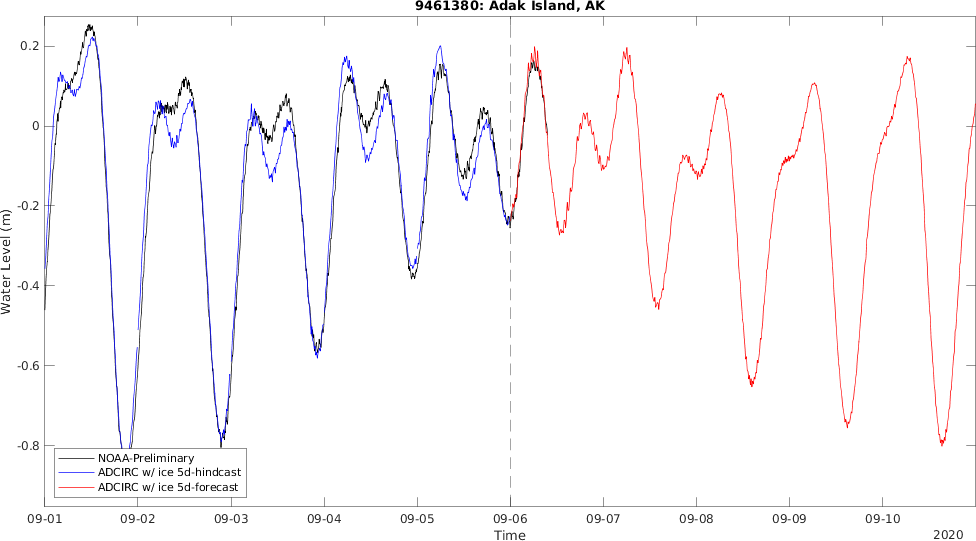 9461380: Adak Island, AK
Water Level (m)
0.2
0
-0.2
-0.4
-0.6
-0.8
NOAA-Preliminary
ADCIRC w/ ice 5d-hindcast
ADCIRC w/ ice 5d-forecast
09-01 09-02 09-03 09-04 09-05 09-06 09-07 09-08 09-09 09-10
Time
2020